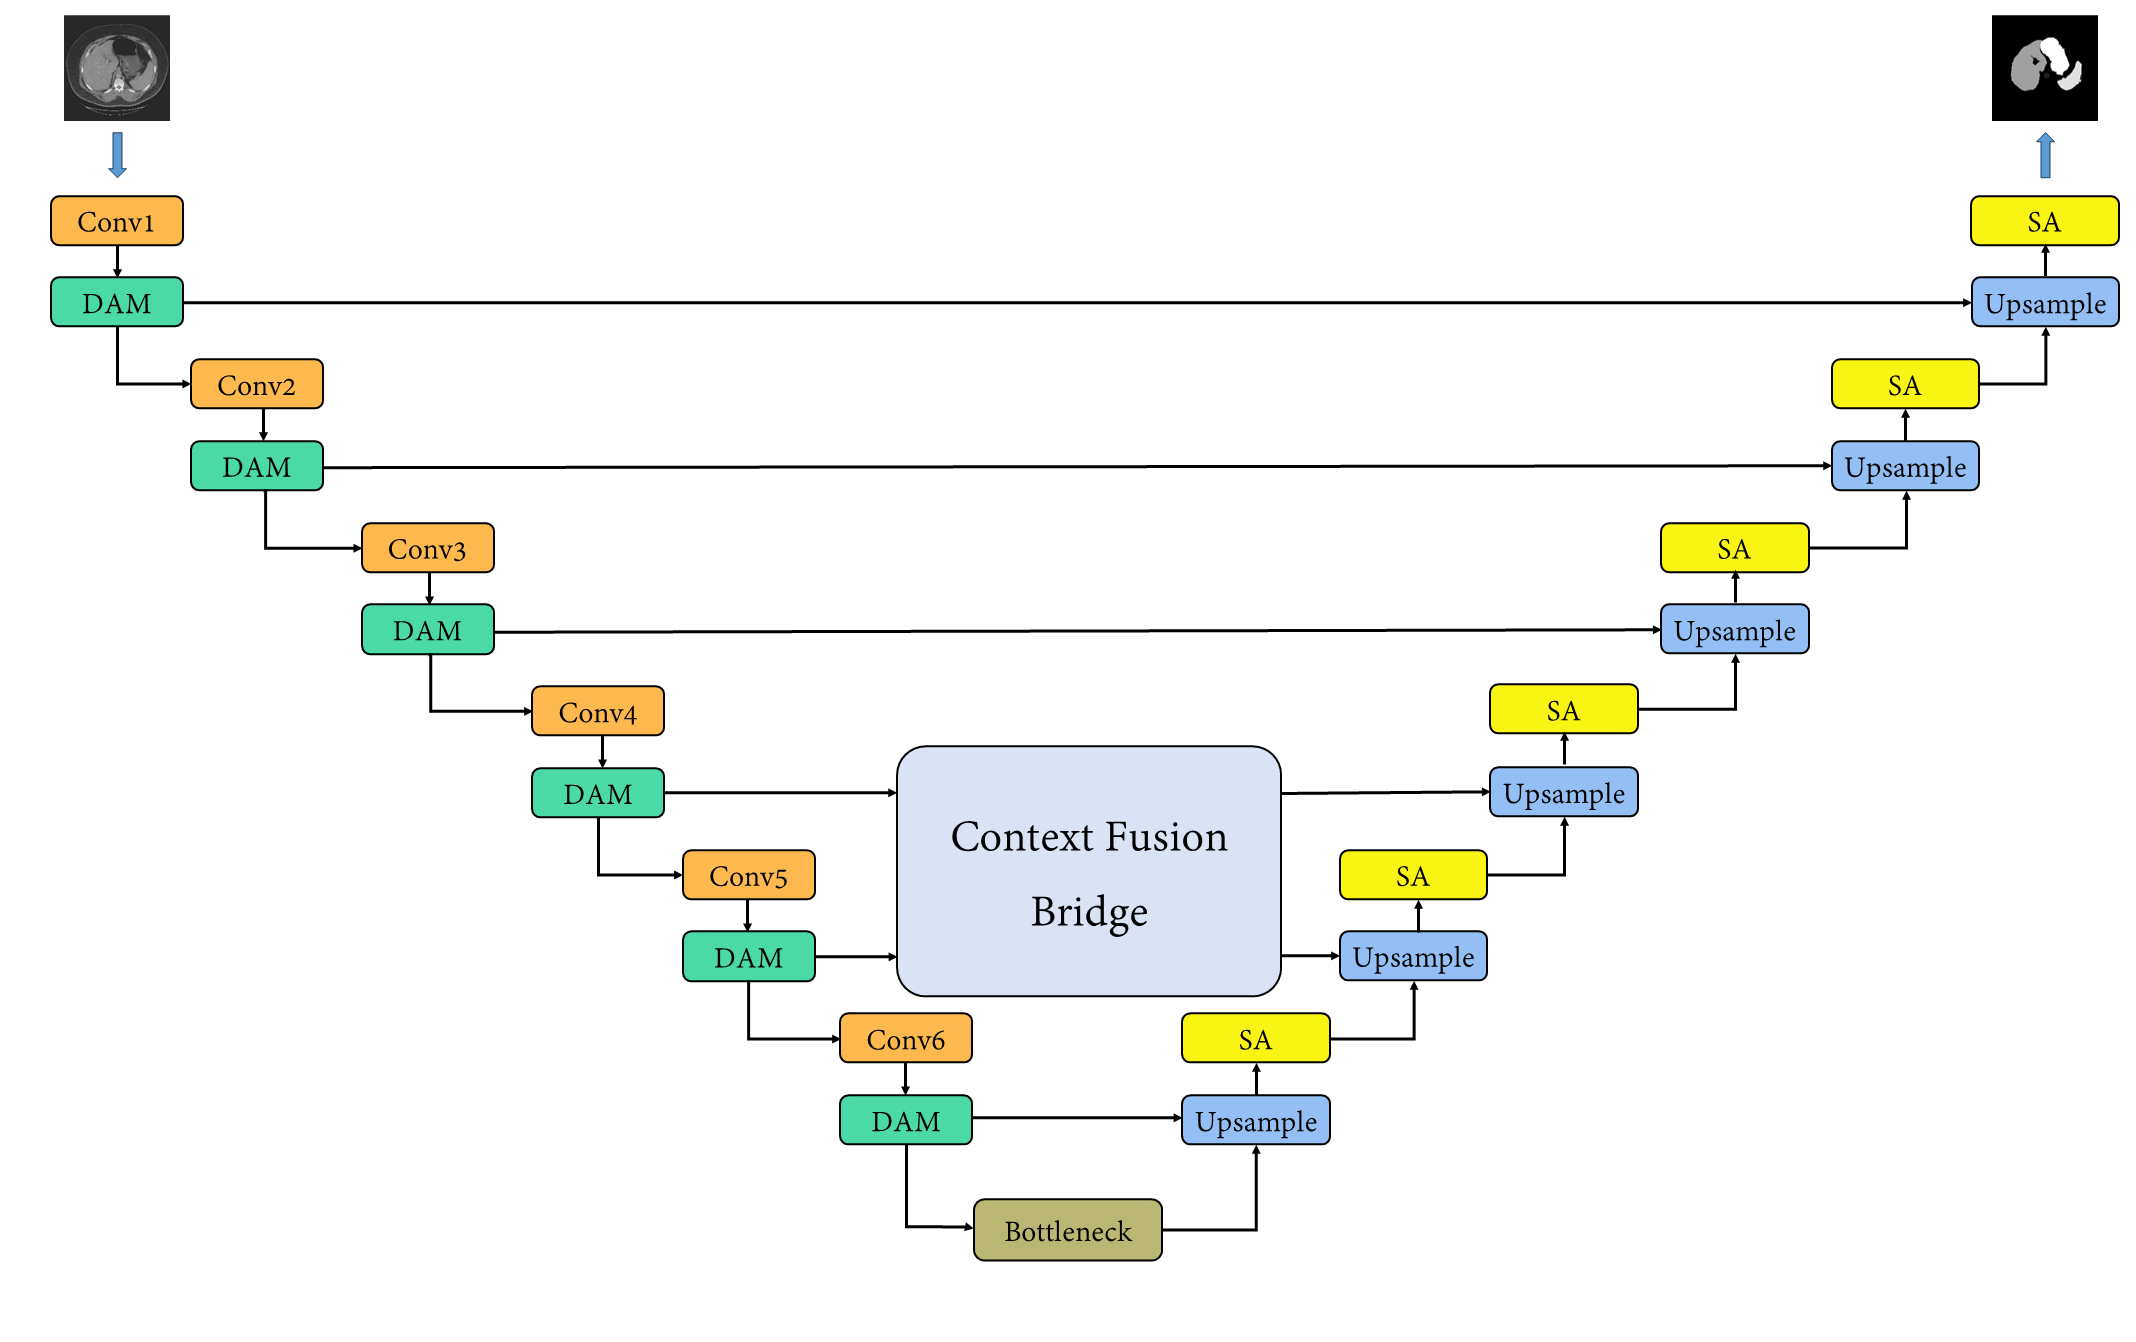 Conv1
SA
DAM
Upsample
Conv2
SA
DAM
Upsample
Conv3
SA
DAM
Upsample
Conv4
SA
DAM
Upsample
Context Fusion
Bridge
Conv5
SA
DAM
Upsample
Conv6
SA
DAM
Upsample
Bottleneck